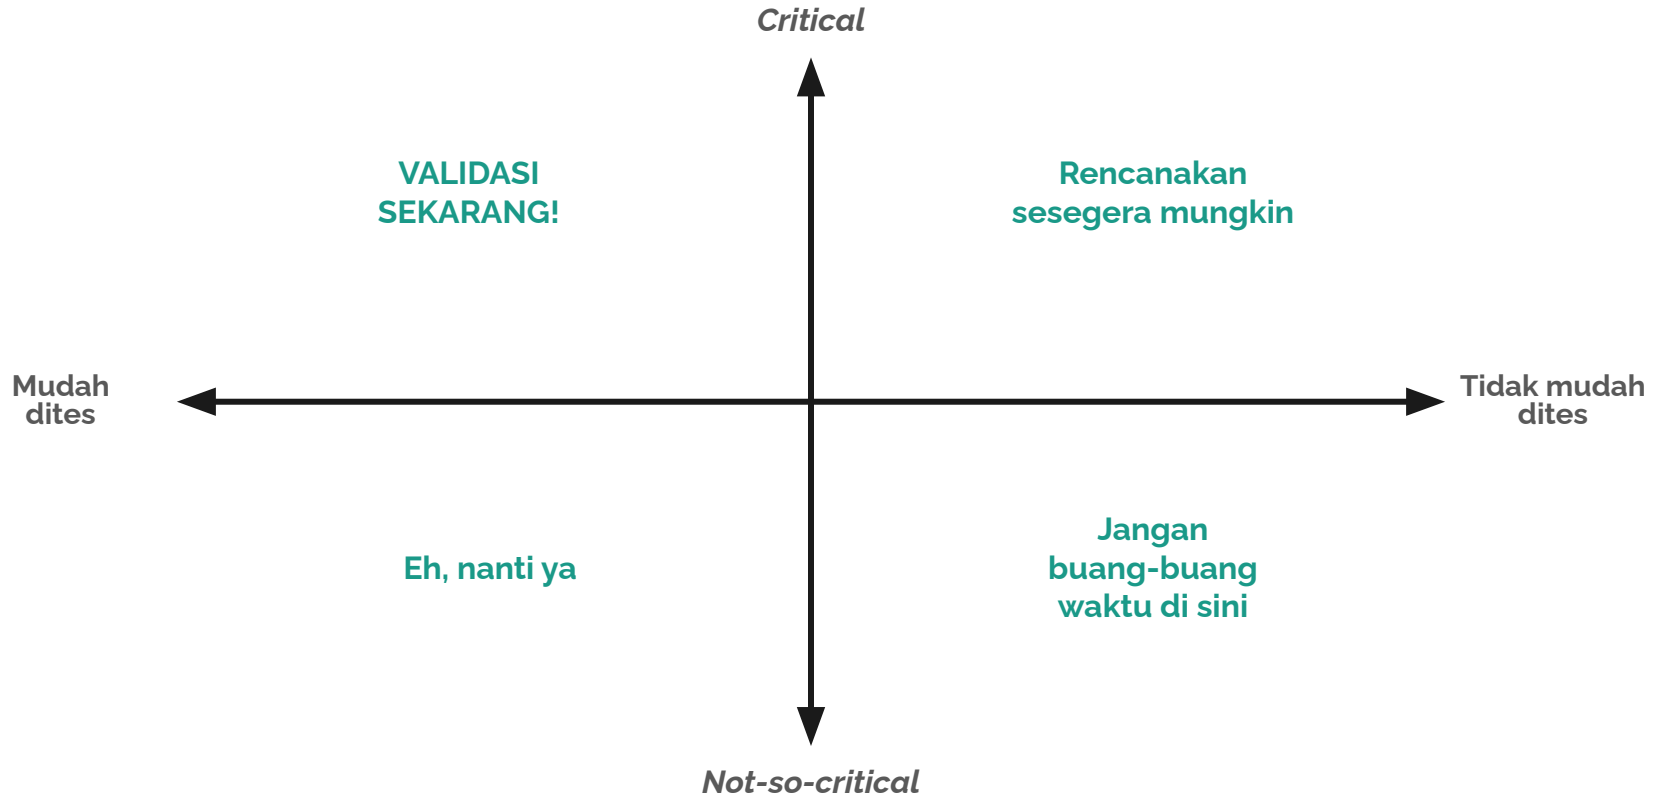 Critical
VALIDASI
SEKARANG!
Rencanakan
sesegera mungkin
Mudah
dites
Tidak mudah
dites
Eh, nanti ya
Jangan
buang-buang
waktu di sini
Not-so-critical